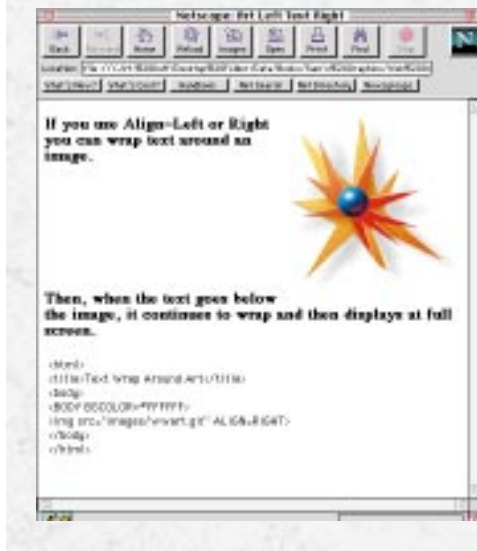 Netscape: Art Left Text Right
Back Home Reload Images Open Print Find Stop
Location:
What's New? What's Cool? Handbook Net Search Net Directory Newsgroups
If you use Align=Left or Right
you can wrap text around an
image.
Then, when the text goes below
the image, it continues to wrap and then displays at full
screen.
<html>
<title>Text Wrap Around Art</title>
<body>
<BODY BGCOLOR=#FFFFFF>
<img src="images/ ALIGN=RIGHT>
</body>
</html>
N